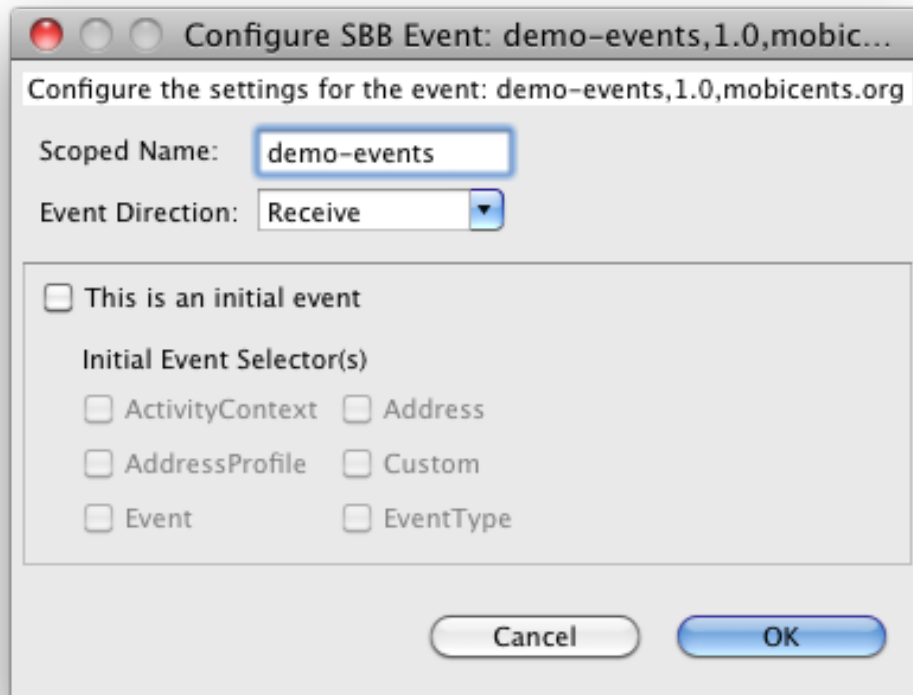 Configure SBB Event: demo-events,1.0,mobic...
Configure the settings for the event: demo-events,1.0,mobicents.org
Scoped Name: demo-events
Event Direction: Receive
This is an initial event
Initial Event Selector(s)
ActivityContext Address
AddressProfile Custom
Event EventType
Cancel OK